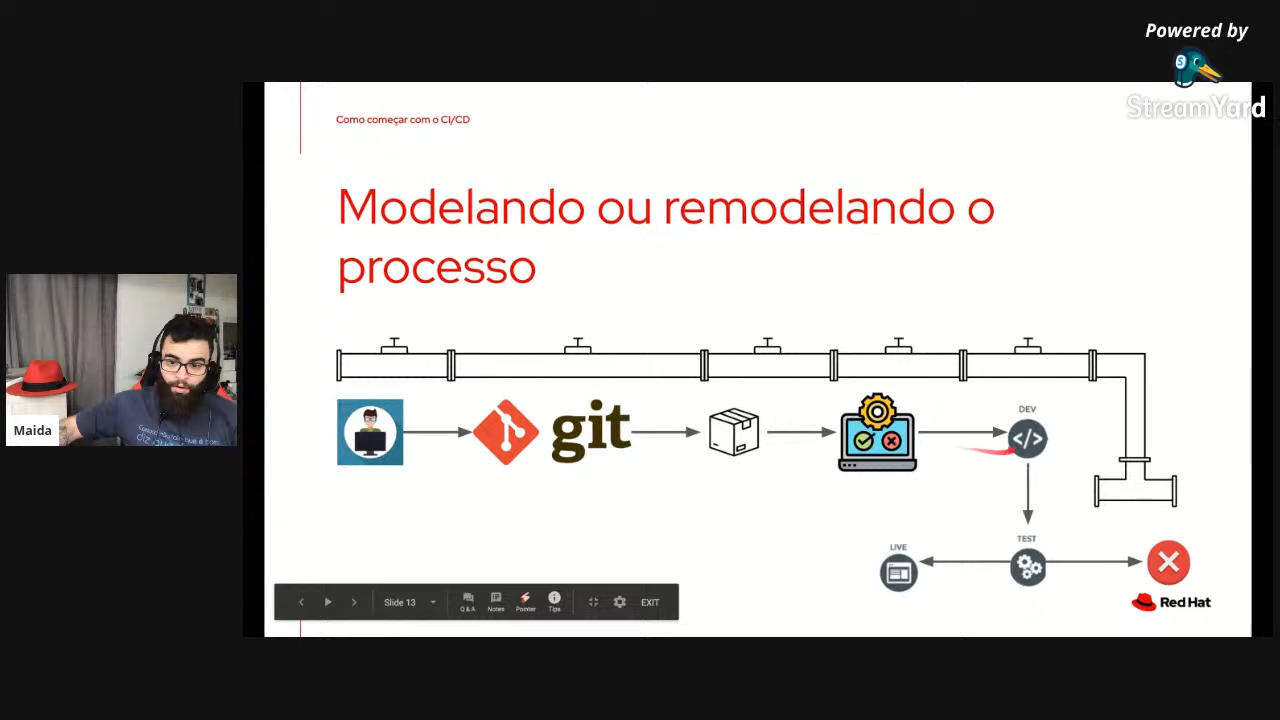 Powered by
StreamYard
Como começar com o CI/CD
Modelando ou remodelando o
processo
git
DEV
TEST
LIVE
Maida
Slide 13
Q & A
Notes
Pointer
Tips
EXIT
Red Hat